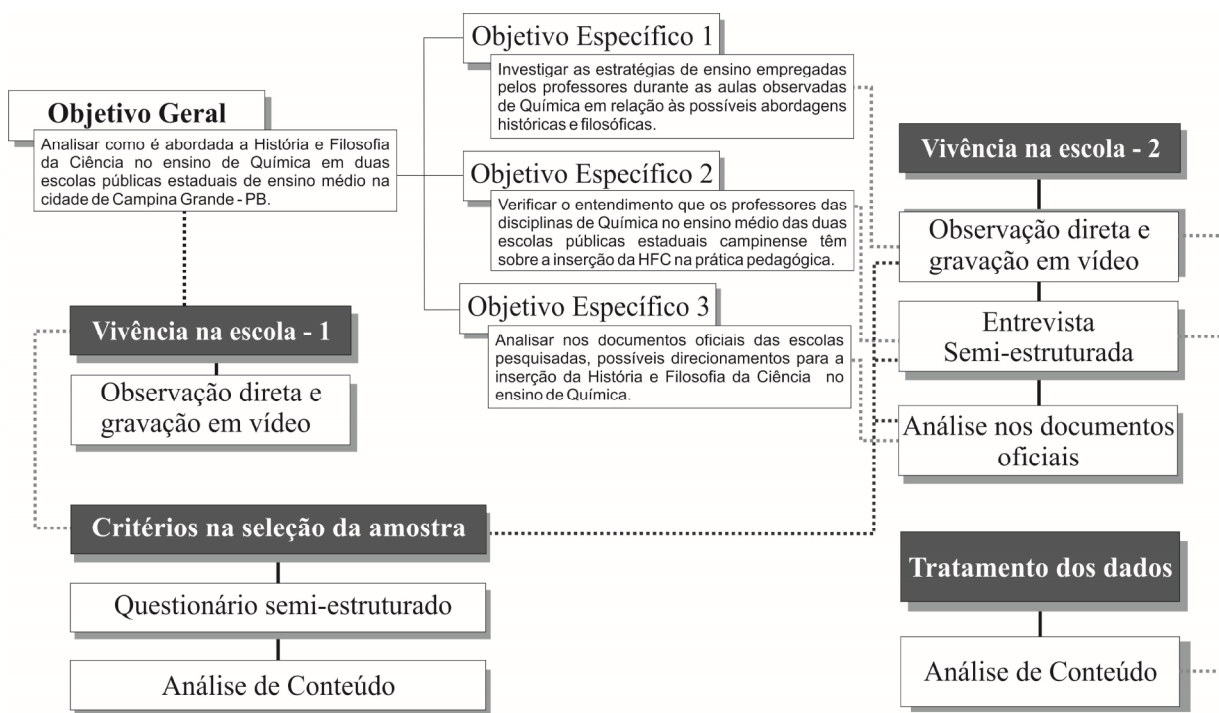 Objetivo Geral
Analisar como é abordada a História e Filosofia
da Ciência no ensino de Química em duas
escolas públicas estaduais de ensino médio na
cidade de Campina Grande - PB.
Objetivo Específico 1
Investigar as estratégias de ensino empregadas
pelos professores durante as aulas observadas
de Química em relação às possíveis abordagens
históricas e filosóficas.
Objetivo Específico 2
Verificar o entendimento que os professores das
disciplinas de Química no ensino médio das duas
escolas públicas estaduais campinense têm
sobre a inserção da HFC na prática pedagógica.
Objetivo Específico 3
Analisar nos documentos oficiais das escolas
pesquisadas, possíveis direcionamentos para a
inserção da História e Filosofia da Ciência no
ensino de Química.
Vivência na escola - 1
Observação direta e
gravação em vídeo
Critérios na seleção da amostra
Questionário semi-estruturado
Análise de Conteúdo
Vivência na escola - 2
Observação direta e
gravação em vídeo
Entrevista
Semi-estruturada
Análise nos documentos
oficiais
Tratamento dos dados
Análise de Conteúdo